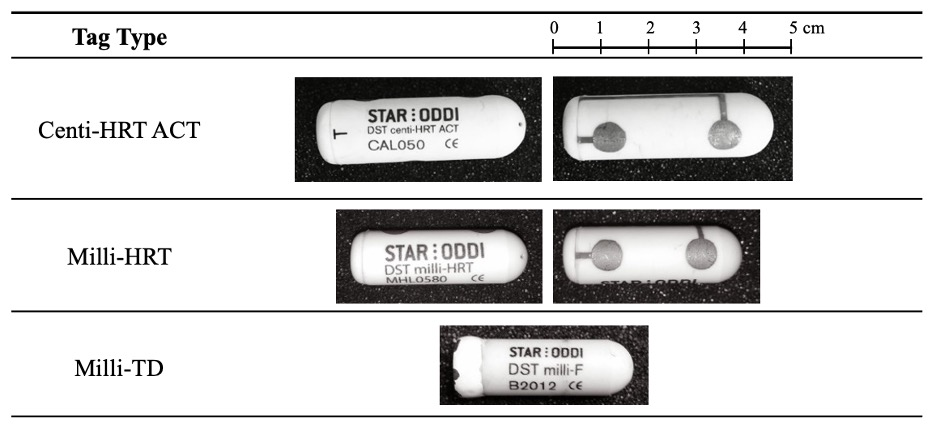 Tag Type
0 1 2 3 4 5 cm
Centi-HRT ACT
STAR:ODDI
DST centi-HRT ACT
CAL050 CE
T
Milli-HRT
STAR:ODDI
DST milli-HRT
MHL0580 CE
STAR:ODDI
Milli-TD
STAR:ODDI
DST milli-F
B2012 CE